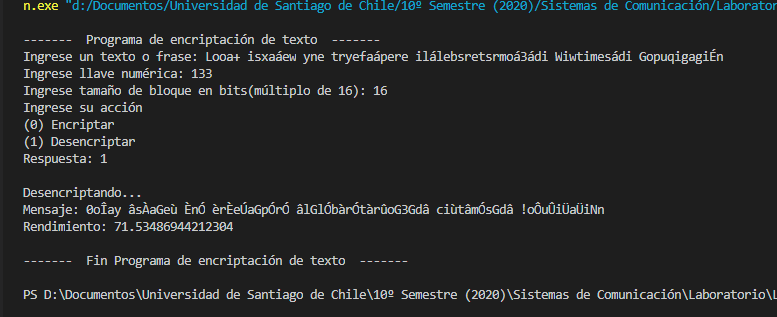 n.exe "d:/Documentos/Universidad de Santiago de Chile/10º Semestre (2020)/Sistemas de Comunicación/Laborator
-------  Programa de encriptación de texto  -------
Ingrese un texto o frase: Looa+ isxaáew yne tryefaápere ilálebsretsrmoá3ádi Wiwtimesádi GopuqigagiÉn
Ingrese llave numérica: 133
Ingrese tamaño de bloque en bits(múltiplo de 16): 16
Ingrese su acción
(0) Encriptar
(1) Desencriptar
Respuesta: 1
Desencriptando...
Mensaje: 0oÎay âsÀaGeù ÈnÓ èrÈeÚaGpÓrÓ âlGlÓbàrÓtàrûoG3Gdâ ciùtâmÓsGdâ !oÔuÛiÜaÜiNn
Rendimiento: 71.53486944212304
-------  Fin Programa de encriptación de texto  -------
PS D:\Documentos\Universidad de Santiago de Chile\10º Semestre (2020)\Sistemas de Comunicación\Laboratorio\L